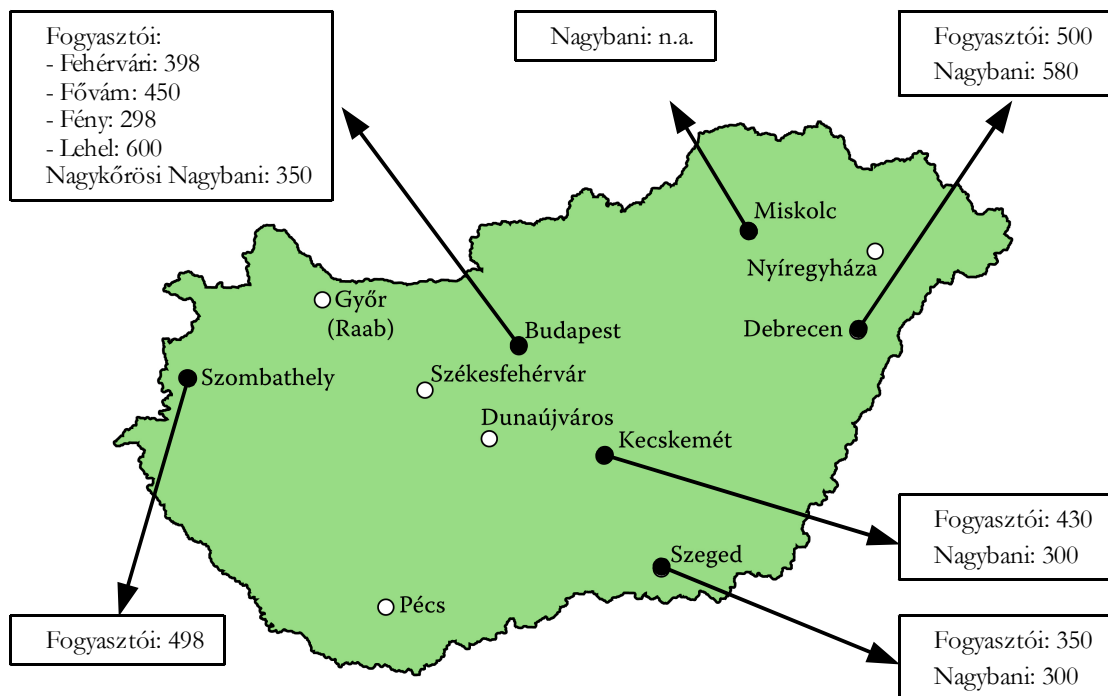 Fogyasztói:
- Fehérvári: 398
- Fővám: 450
- Fény: 298
- Lehel: 600
Nagykőrösi Nagybani: 350
Nagybani: n.a.
Fogyasztói: 500
Nagybani: 580
Miskolc
Nyíregyháza
Győr
(Raab)
Budapest
Debrecen
Szombathely
Székesfehérvár
Dunaújváros
Kecskemét
Fogyasztói: 430
Nagybani: 300
Szeged
Pécs
Fogyasztói: 498
Fogyasztói: 350
Nagybani: 300